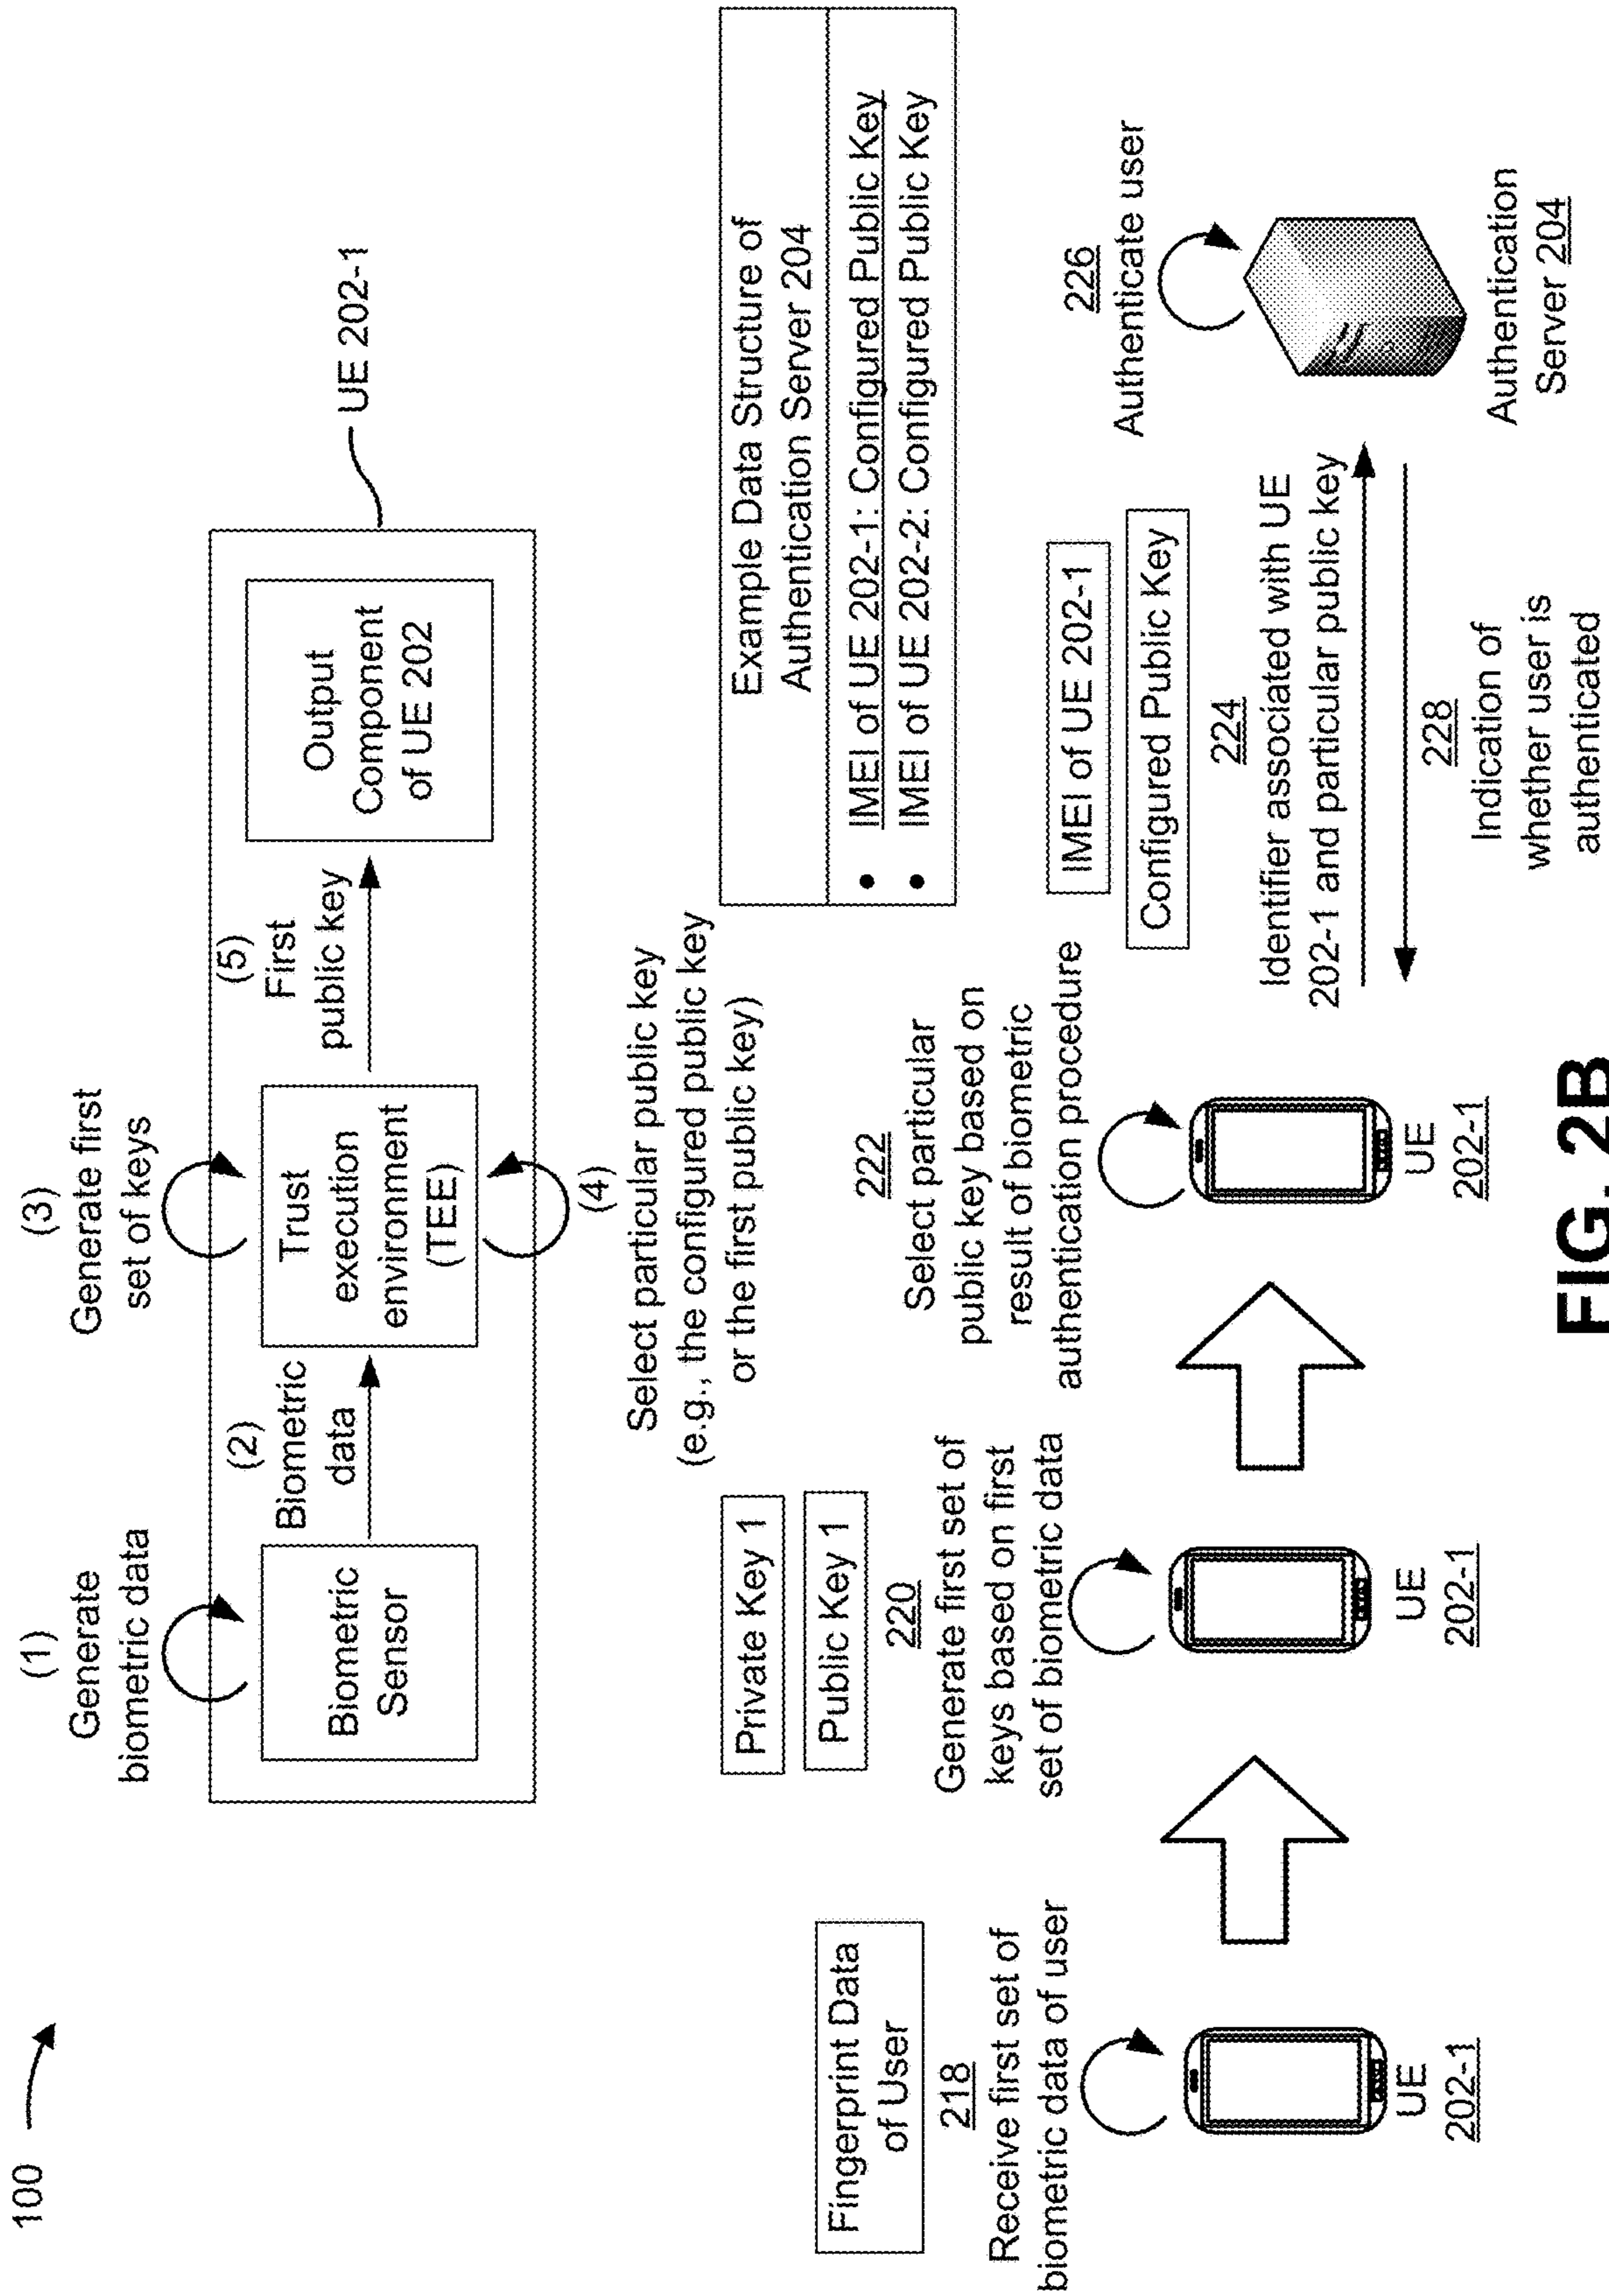 100
(1)
Generate
biometric data
(3)
Generate first
set of keys
UE 202-1
Biometric
Sensor
(2)
Biometric
data
Trust
execution
environment
(TEE)
(5)
First
public key
Output
Component
of UE 202
(4)
Select particular public key
(e.g., the configured public key
or the first public key)
Example Data Structure of
Authentication Server 204
• IMEI of UE 202-1: Configured Public Key
• IMEI of UE 202-2: Configured Public Key
Fingerprint Data
of User
218
Receive first set of
biometric data of user
UE
202-1
Private Key 1
Public Key 1
220
Generate first set of
keys based on first
set of biometric data
UE
202-1
222
Select particular
public key based on
result of biometric
authentication procedure
UE
202-1
IMEI of UE 202-1
Configured Public Key
224
Identifier associated with UE
202-1 and particular public key
228
Indication of
whether user is
authenticated
226
Authenticate user
Authentication
Server 204
FIG. 2B